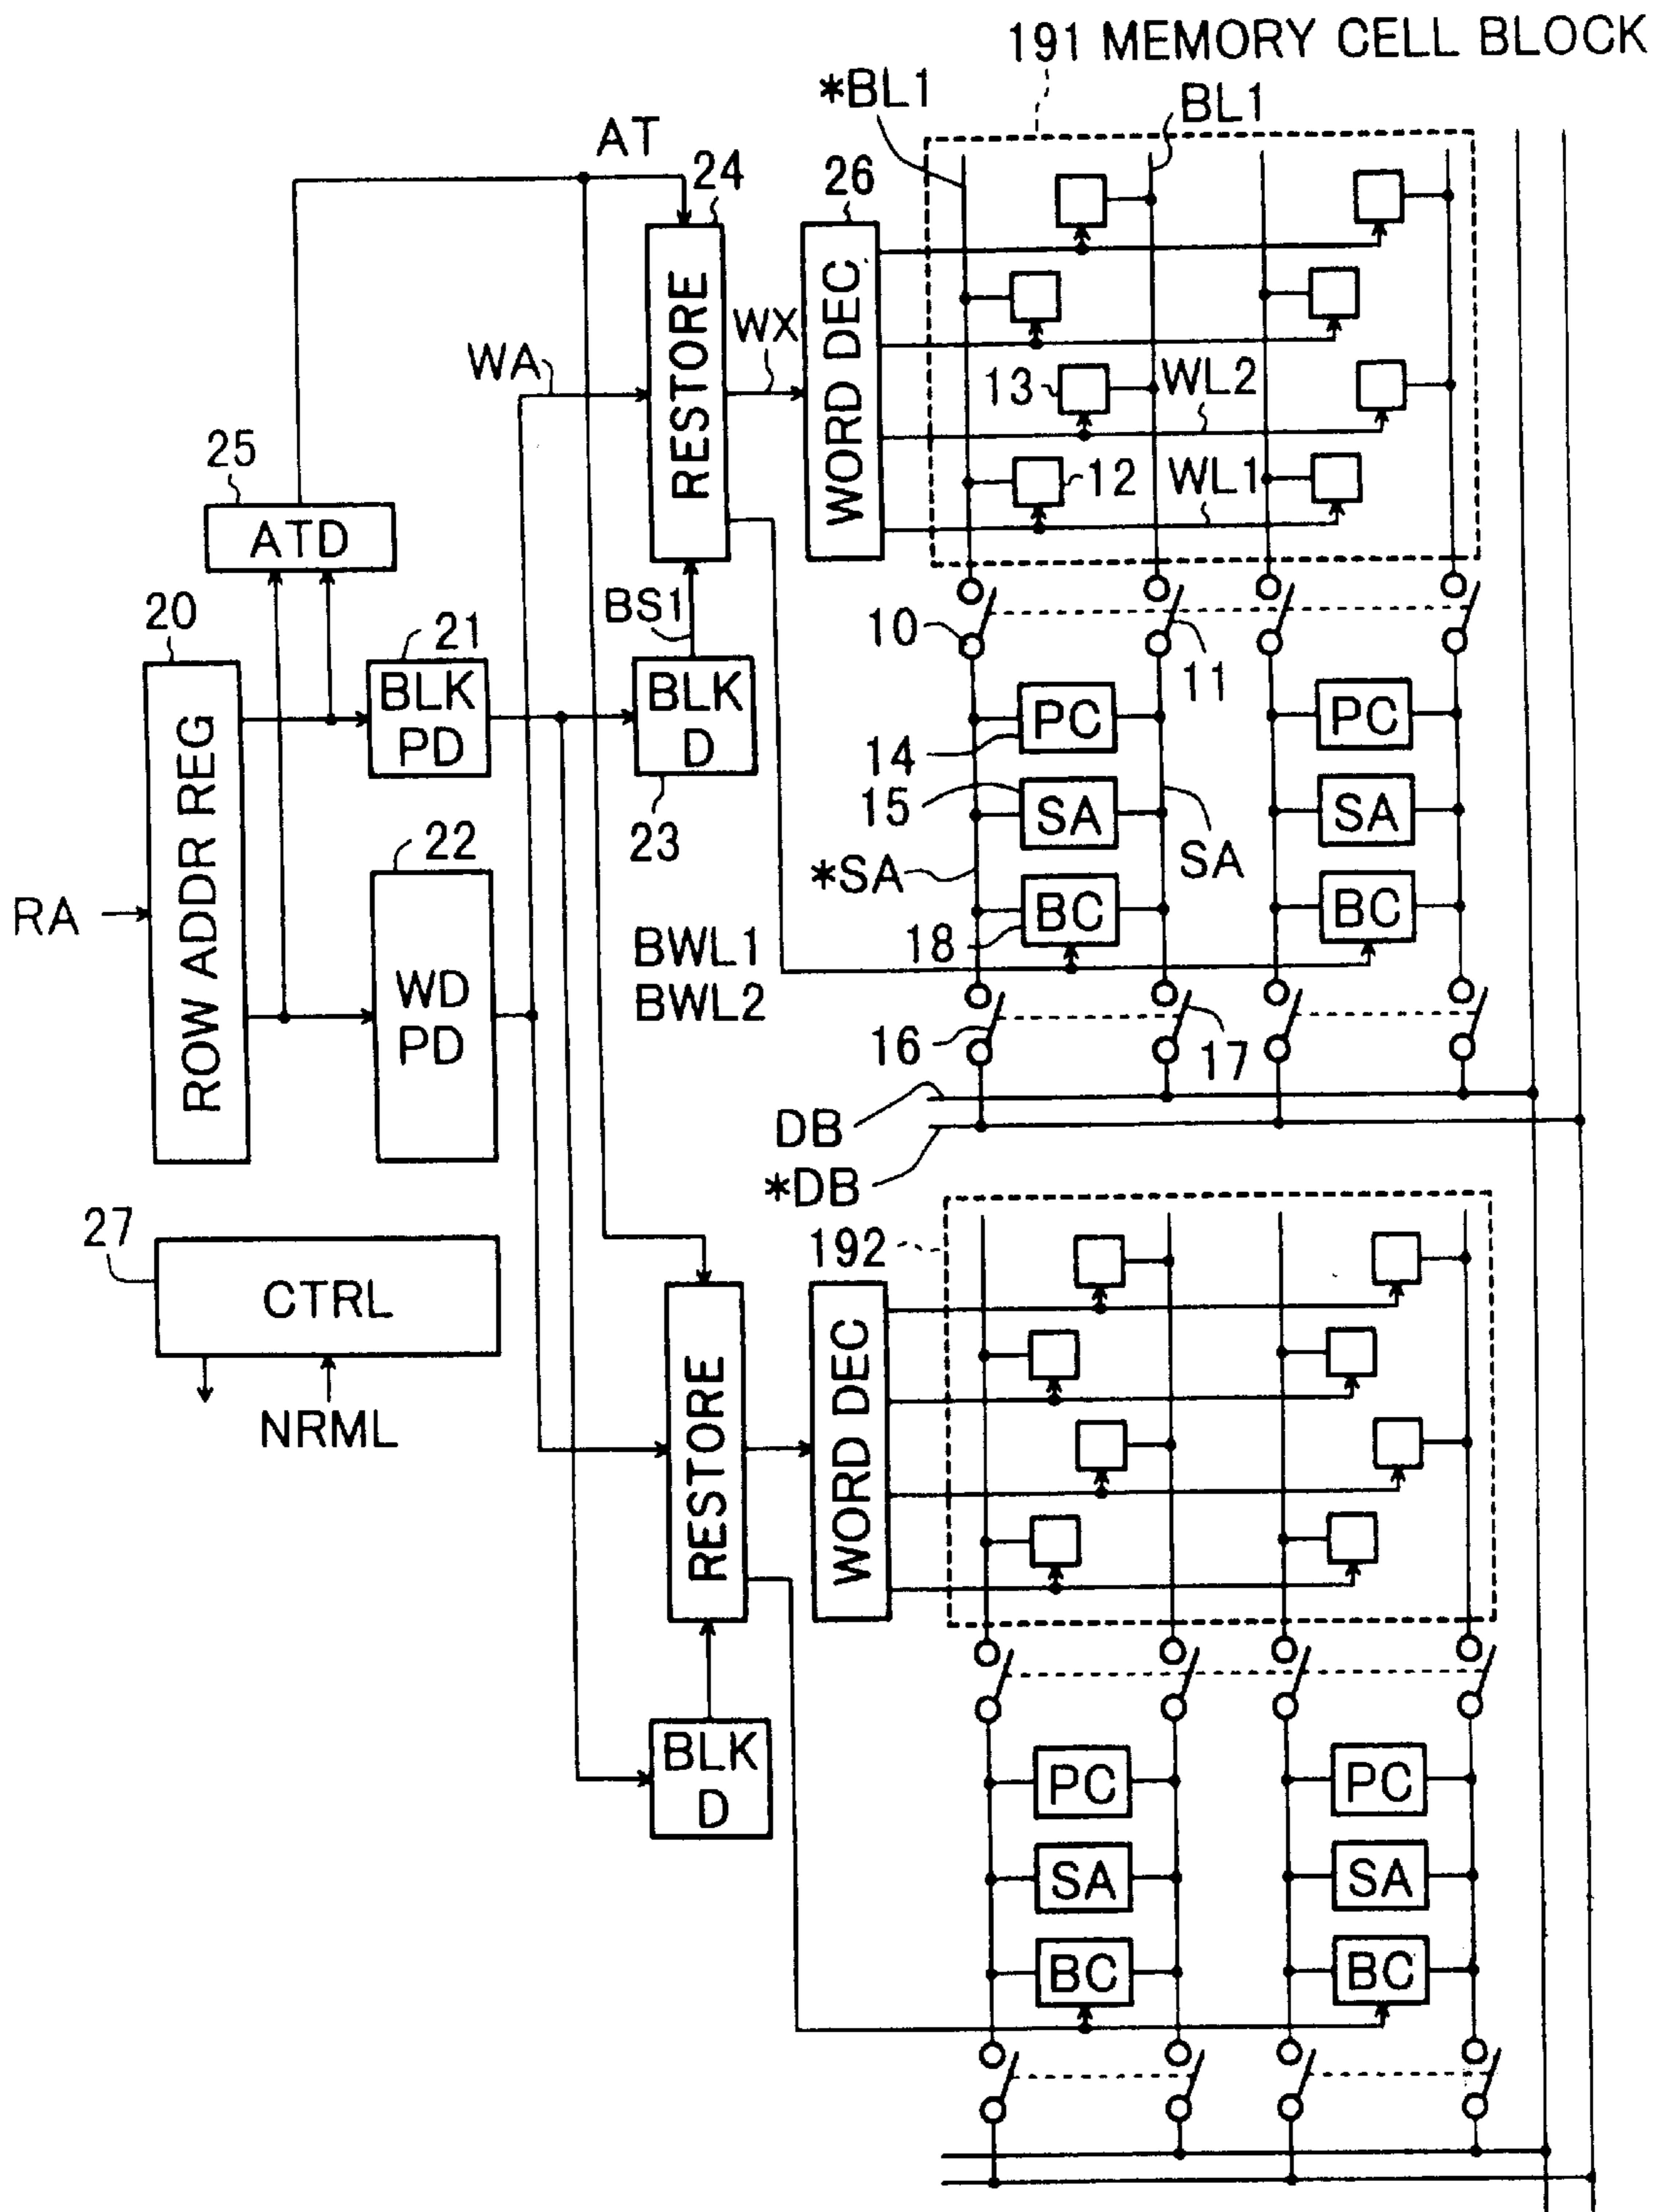 191 MEMORY CELL BLOCK
*BL1
BL1
AT
24
26
RESTORE
WORD DEC
WX
WA
13
WL2
12
WL1
25
ATD
BS1
20
21
10
11
ROW ADDR REG
BLK
PD
BLK
D
23
PC
PC
14
15
SA
SA
*SA
SA
22
WD
PD
RA
BC
BC
18
BWL1
BWL2
16
17
DB
*DB
27
CTRL
NRML
192
RESTORE
WORD DEC
BLK
D
PC
PC
SA
SA
BC
BC